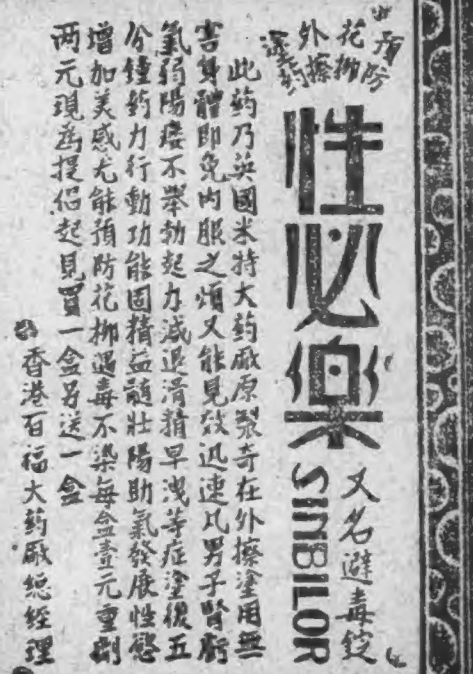 預防
花柳
外擦
塗药
性必樂
SIMBILOR
又名避毒錠
此药乃英國米特大药厰原製奇在外擦塗用無
害身體即免內服之煩又能見效迅速凡男子腎虧
氣弱陽痿不舉勃起力減退滑精早洩等症塗後五
分鐘药力行動功能固精益髓壯陽助氣發展性慾
增加美感尤能預防花柳遇毒不染每盒壹元重劑
两元現為提倡起見買一盒另送一盒
香港百福大药厰總經理